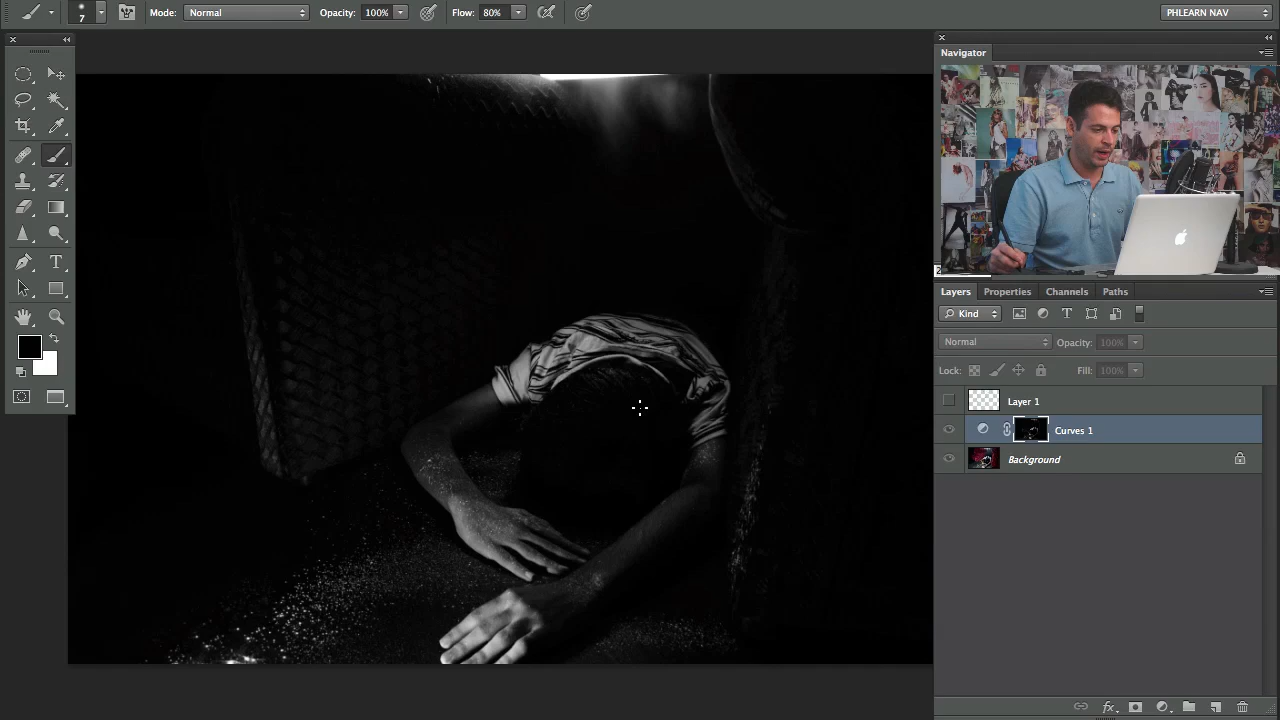 7 Mode: Normal Opacity: 100% Flow: 80% PHLEARN NAV
Navigator
Layers Properties Channels Paths
Kind
Normal Opacity: 100%
Lock: Fill: 100%
Layer 1
Curves 1
Background